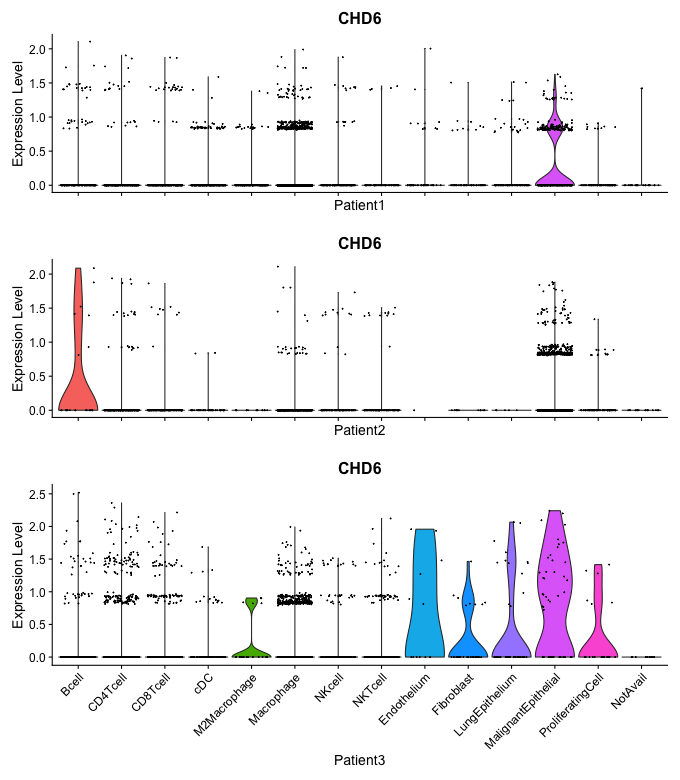 CHD6
Expression Level
2.0
1.5
1.0
0.5
0.0
Patient1
CHD6
Expression Level
2.0
1.5
1.0
0.5
0.0
Patient2
CHD6
Expression Level
2.5
2.0
1.5
1.0
0.5
0.0
Bcell
CD4Tcell
CD8Tcell
cDC
M2Macrophage
Macrophage
NKcell
NKTcell
Endothelium
Fibroblast
LungEpithelium
MalignantEpithelial
ProliferatingCell
NotAvail
Patient3